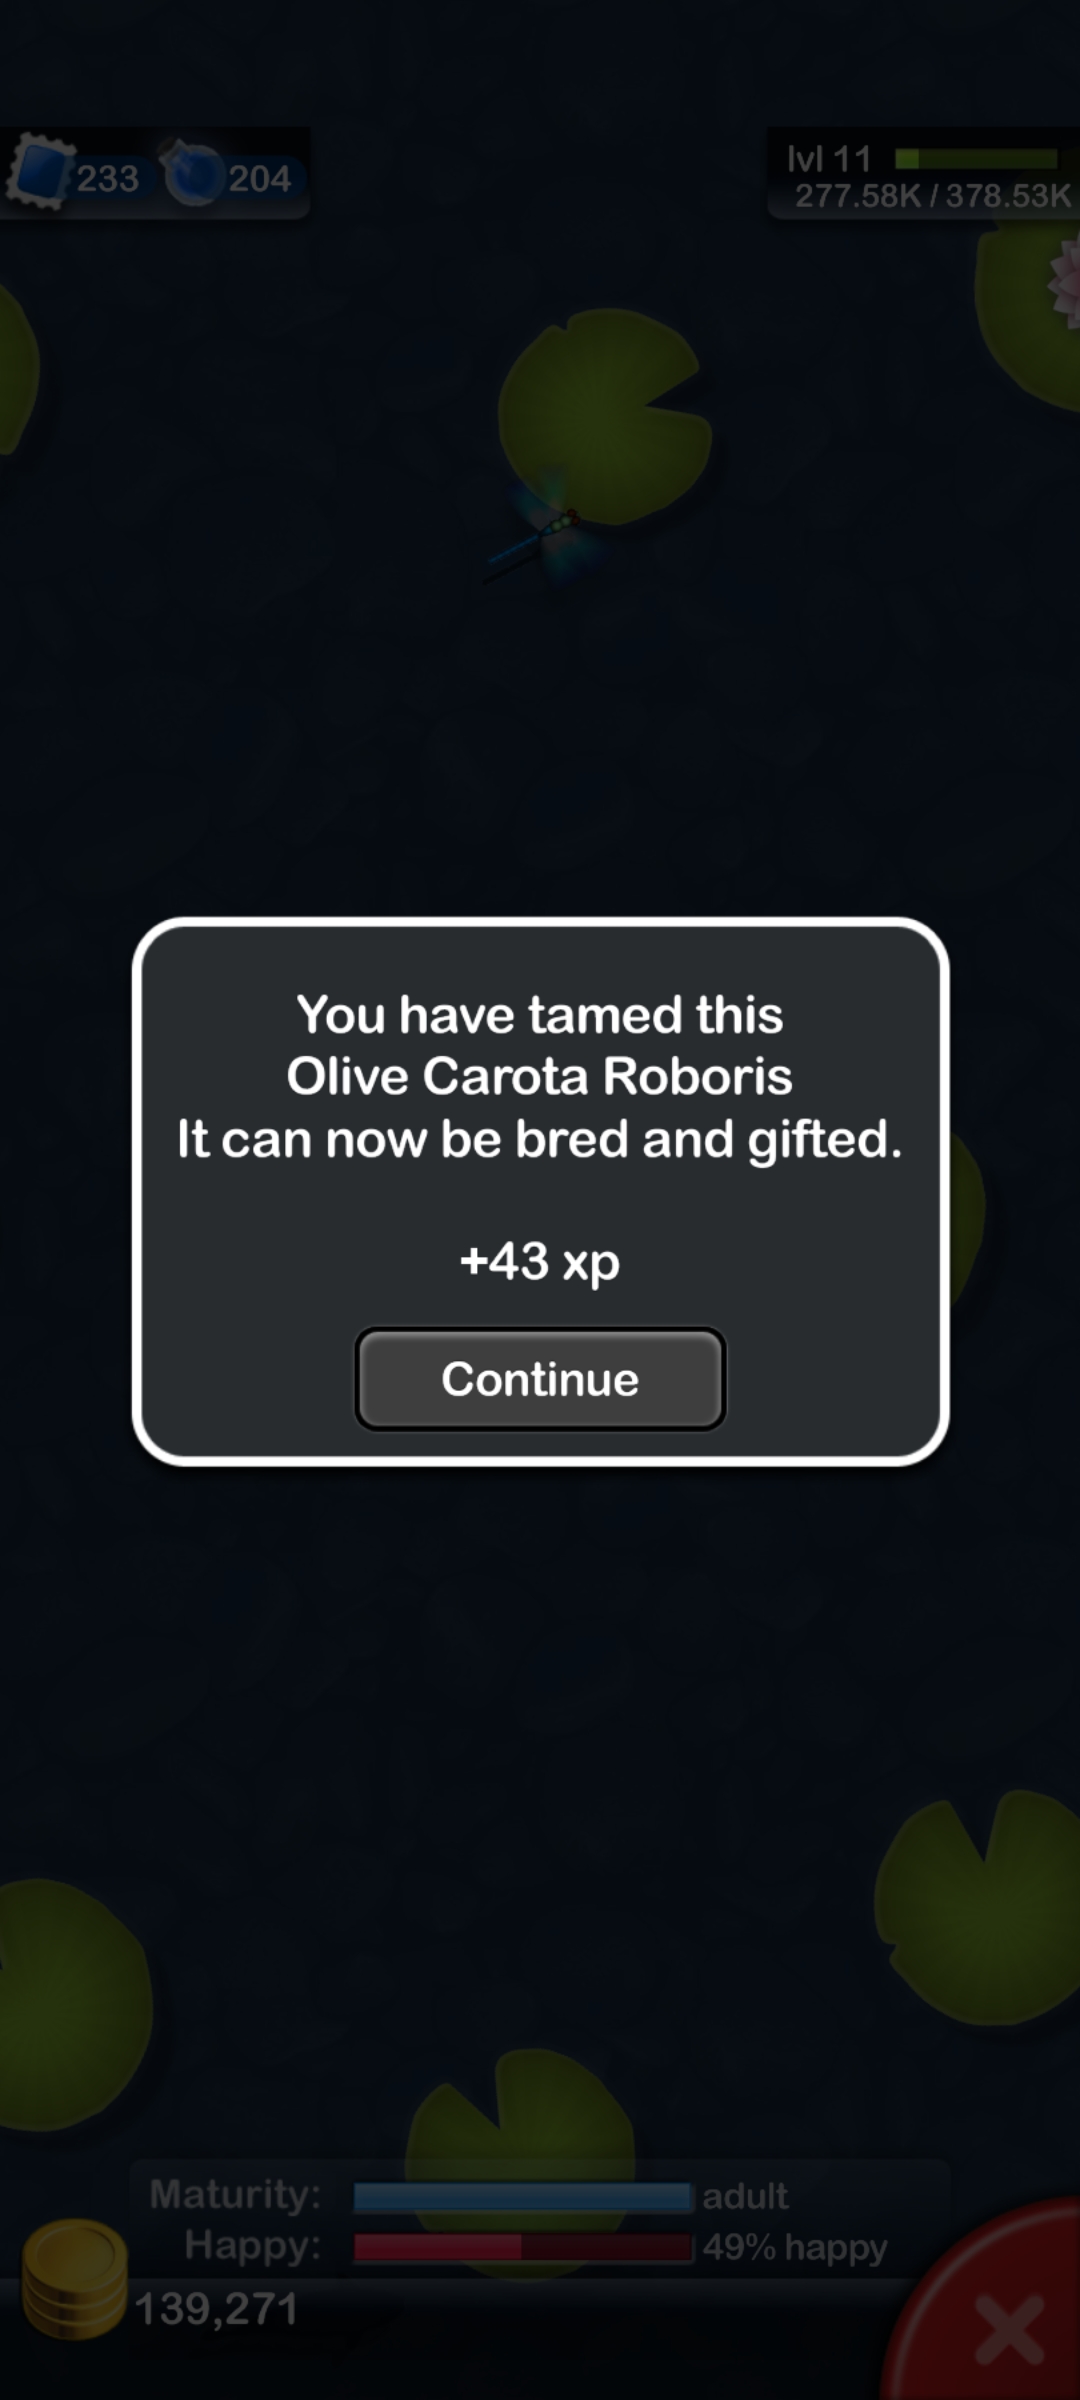 233
204
lvl 11
277.58K / 378.53K
You have tamed this
Olive Carota Roboris
It can now be bred and gifted.
+43 xp
Continue
Maturity: adult
Happy: 49% happy
139,271